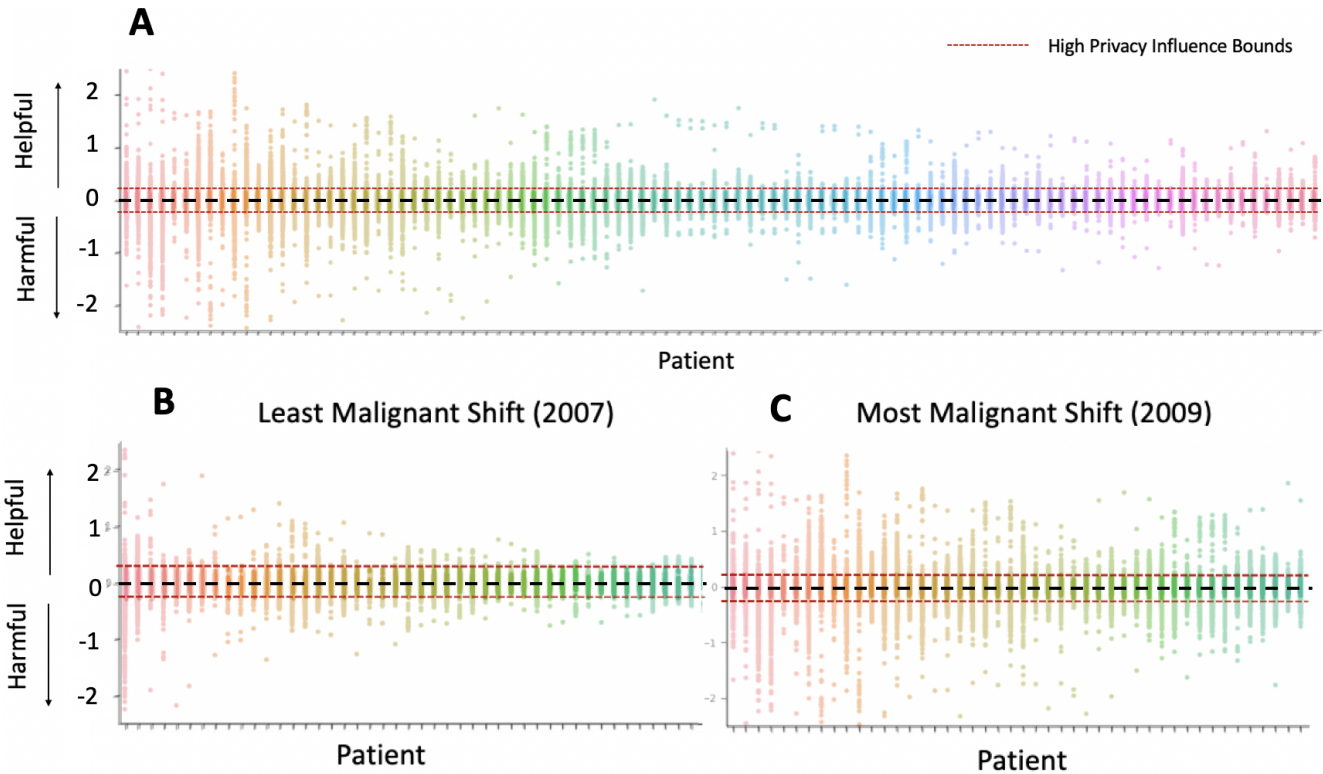 A
High Privacy Influence Bounds
Helpful
Harmful
2
1
0
-1
-2
Patient
B
Least Malignant Shift (2007)
Helpful
Harmful
2
1
0
-1
-2
Patient
C
Most Malignant Shift (2009)
2
1
0
-1
-2
Patient